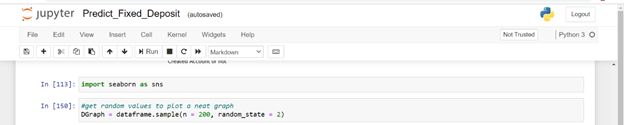 jupyter Predict_Fixed_Deposit (autosaved)
Logout
File Edit View Insert Cell Kernel Widgets Help
Not Trusted
Python 3
Run
Markdown
Created Account or not
In [113]: import seaborn as sns
In [150]: #get random values to plot a neat graph
DGraph = dataframe.sample(n = 200, random_state = 2)